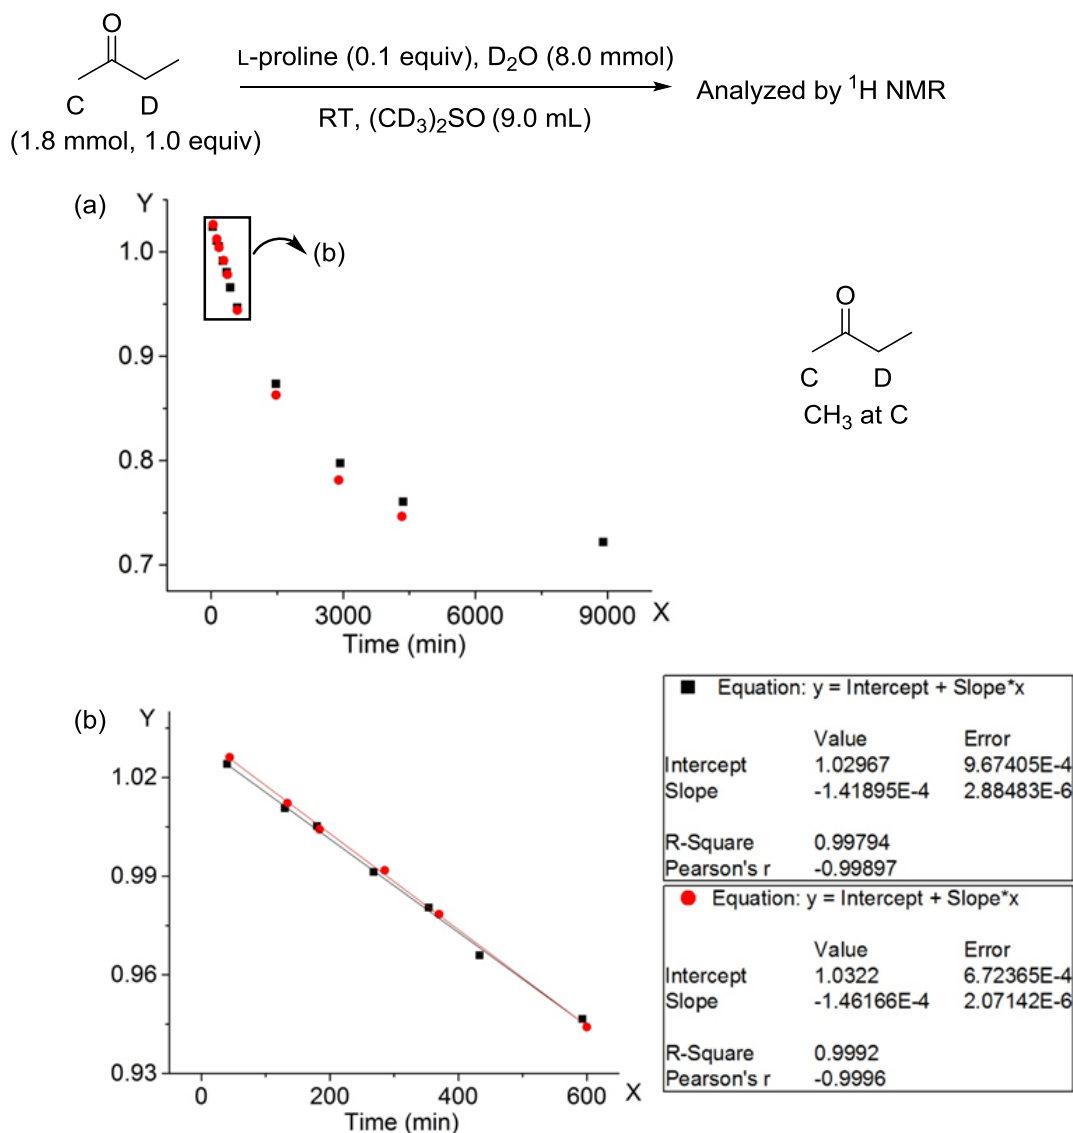 O
L-proline (0.1 equiv), D₂O (8.0 mmol)
C D
RT, (CD₃)₂SO (9.0 mL)
Analyzed by ¹H NMR
(1.8 mmol, 1.0 equiv)
(a) Y
1.0
0.9
0.8
0.7
(b)
0 3000 6000 9000 X
Time (min)
O
C D
CH₃ at C
(b) Y
1.02
0.99
0.96
0.93
0 200 400 600 X
Time (min)
Equation: y = Intercept + Slope*x
Value Error
Intercept 1.02967 9.67405E-4
Slope -1.41895E-4 2.88483E-6
R-Square 0.99794
Pearson's r -0.99897
Equation: y = Intercept + Slope*x
Value Error
Intercept 1.0322 6.72365E-4
Slope -1.46166E-4 2.07142E-6
R-Square 0.9992
Pearson's r -0.9996